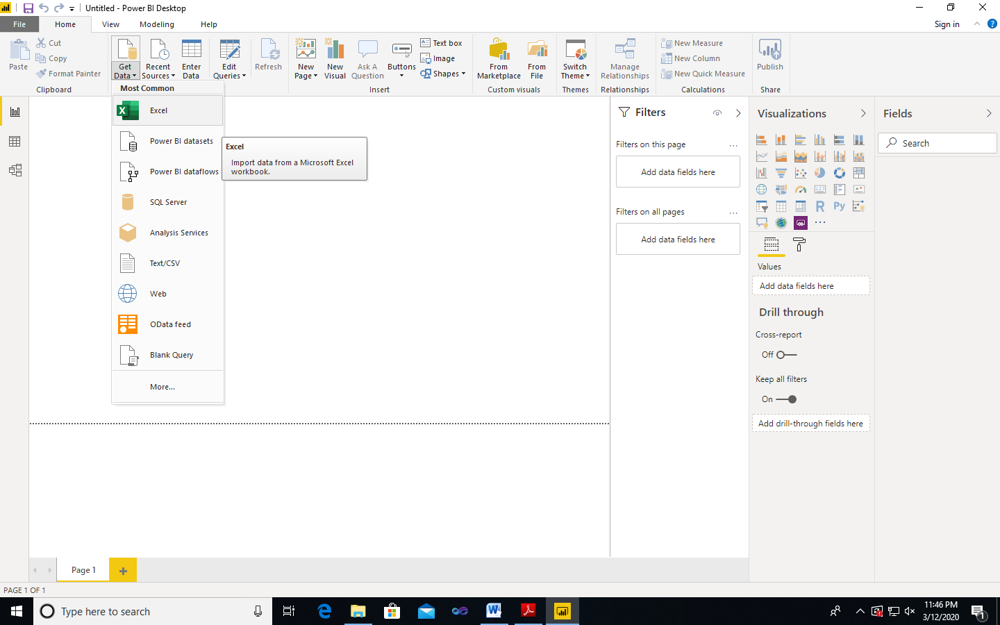 Untitled - Power BI Desktop
File
Home
View
Modeling
Help
Sign in
Paste
Cut
Copy
Format Painter
Clipboard
Get
Data
Recent
Sources
Enter
Data
Edit
Queries
Refresh
New
Page
New
Visual
Ask A
Question
Buttons
Text box
Image
Shapes
Insert
From
Marketplace
From
File
Custom visuals
Switch
Theme
Themes
Manage
Relationships
Relationships
New Measure
New Column
New Quick Measure
Calculations
Publish
Share
Most Common
Excel
Power BI datasets
Power BI dataflows
SQL Server
Analysis Services
Text/CSV
Web
OData feed
Blank Query
More...
Excel
Import data from a Microsoft Excel
workbook.
Filters
Filters on this page
...
Add data fields here
Filters on all pages
...
Add data fields here
Visualizations
123
R
Py
...
Values
Add data fields here
Drill through
Cross-report
Off
Keep all filters
On
Add drill-through fields here
Fields
Search
Page 1
PAGE 1 OF 1
Type here to search
11:46 PM
3/12/2020
1